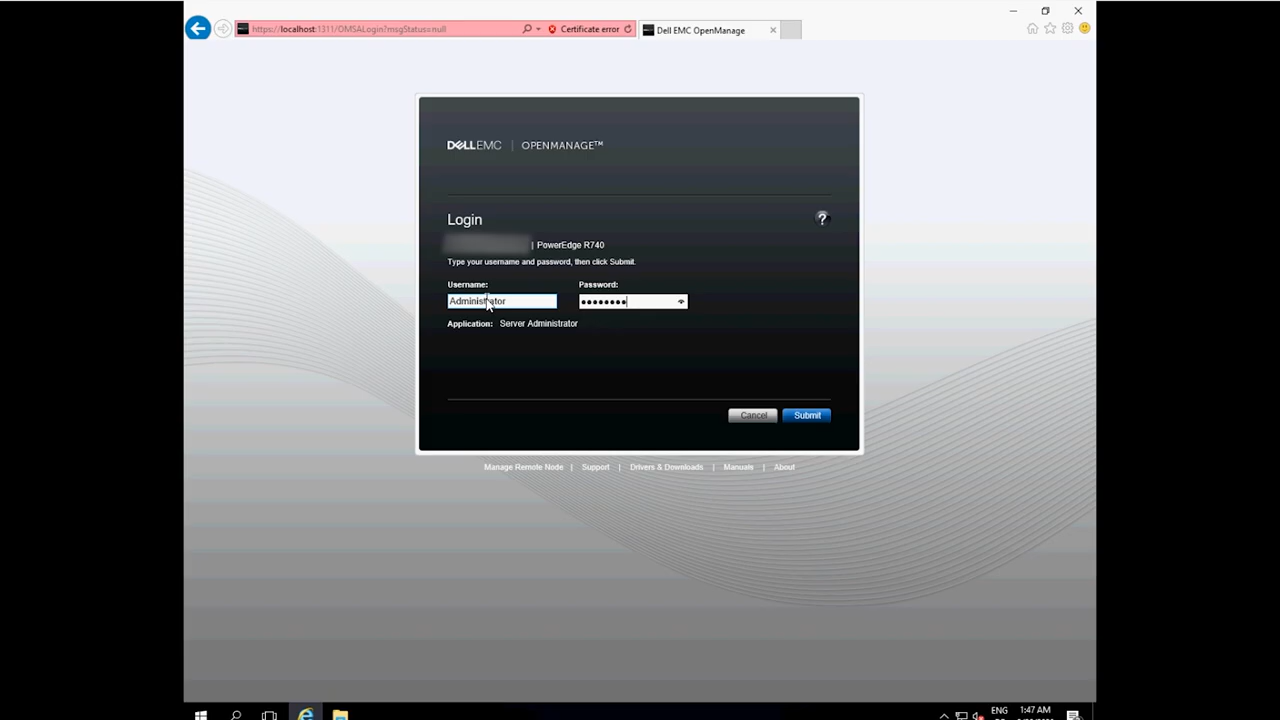 https://localhost:1311/OMSALogin?msgStatus=null
Certificate error
Dell EMC OpenManage
DELLEMC | OPENMANAGE™
Login
?
| PowerEdge R740
Type your username and password, then click Submit.
Username: Password:
Administrator ●●●●●●●●
Application: Server Administrator
Cancel Submit
Manage Remote Node | Support | Drivers & Downloads | Manuals | About
ENG 1:47 AM